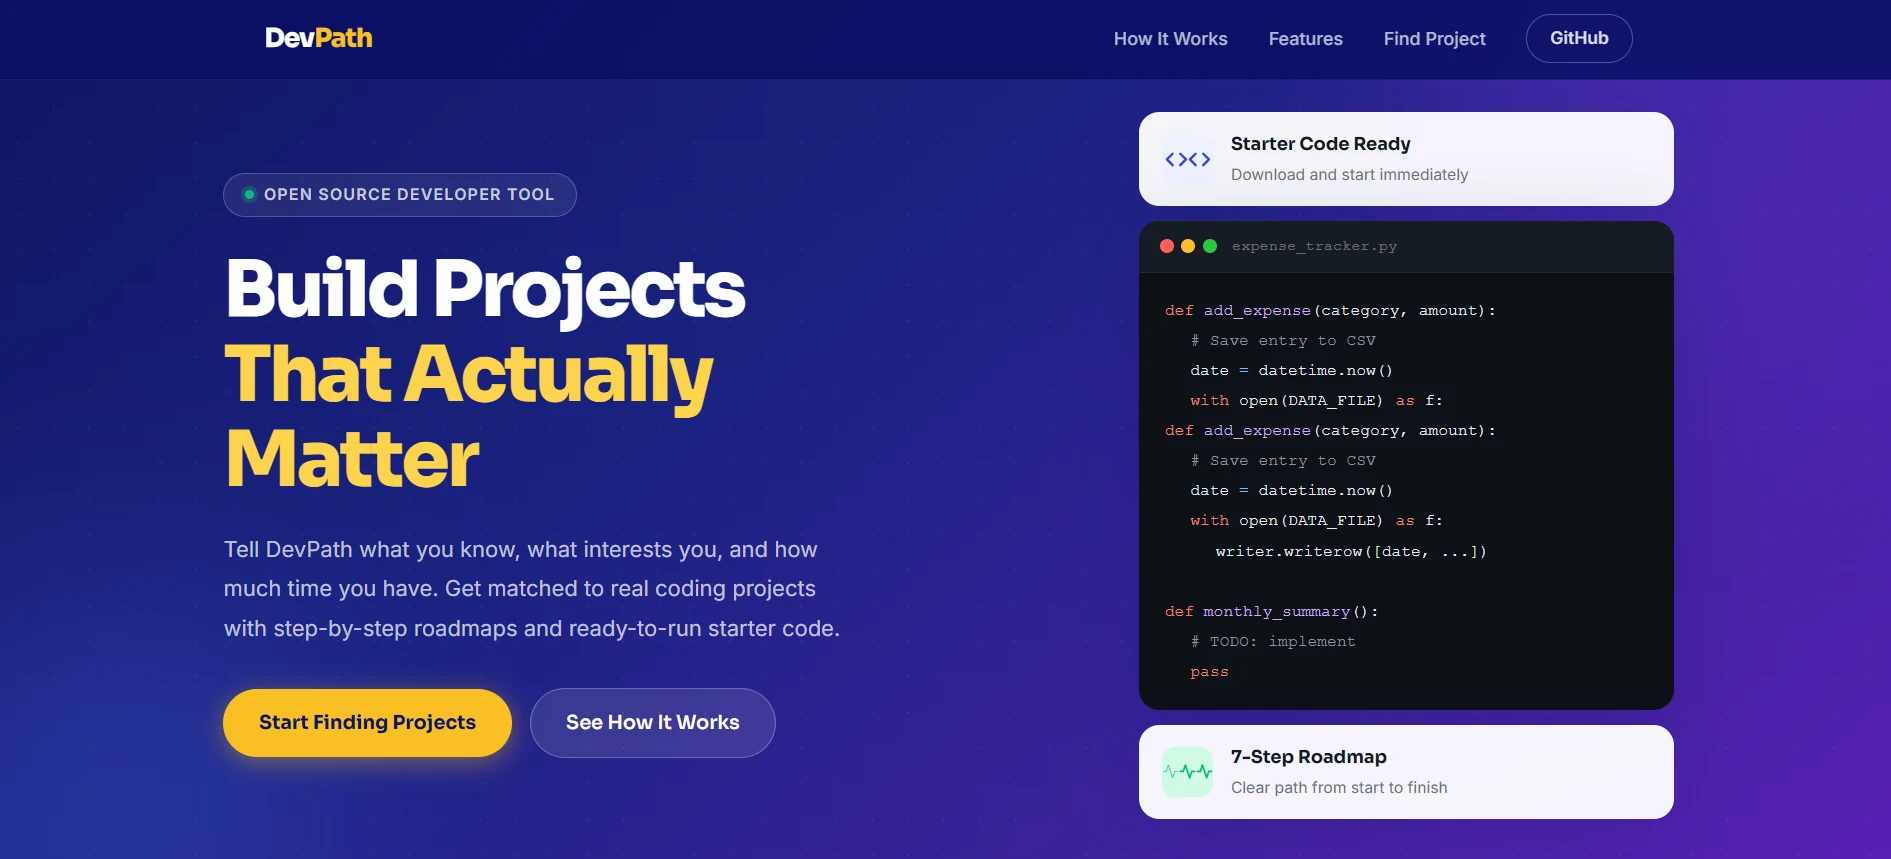 DevPath
How It Works
Features
Find Project
GitHub
OPEN SOURCE DEVELOPER TOOL
Build Projects
That Actually
Matter
Tell DevPath what you know, what interests you, and how
much time you have. Get matched to real coding projects
with step-by-step roadmaps and ready-to-run starter code.
Start Finding Projects
See How It Works
Starter Code Ready
Download and start immediately
expense_tracker.py
def add_expense(category, amount):
# Save entry to CSV
date = datetime.now()
with open(DATA_FILE) as f:
def add_expense(category, amount):
# Save entry to CSV
date = datetime.now()
with open(DATA_FILE) as f:
writer.writerow([date, ...])
def monthly_summary():
# TODO: implement
pass
7-Step Roadmap
Clear path from start to finish